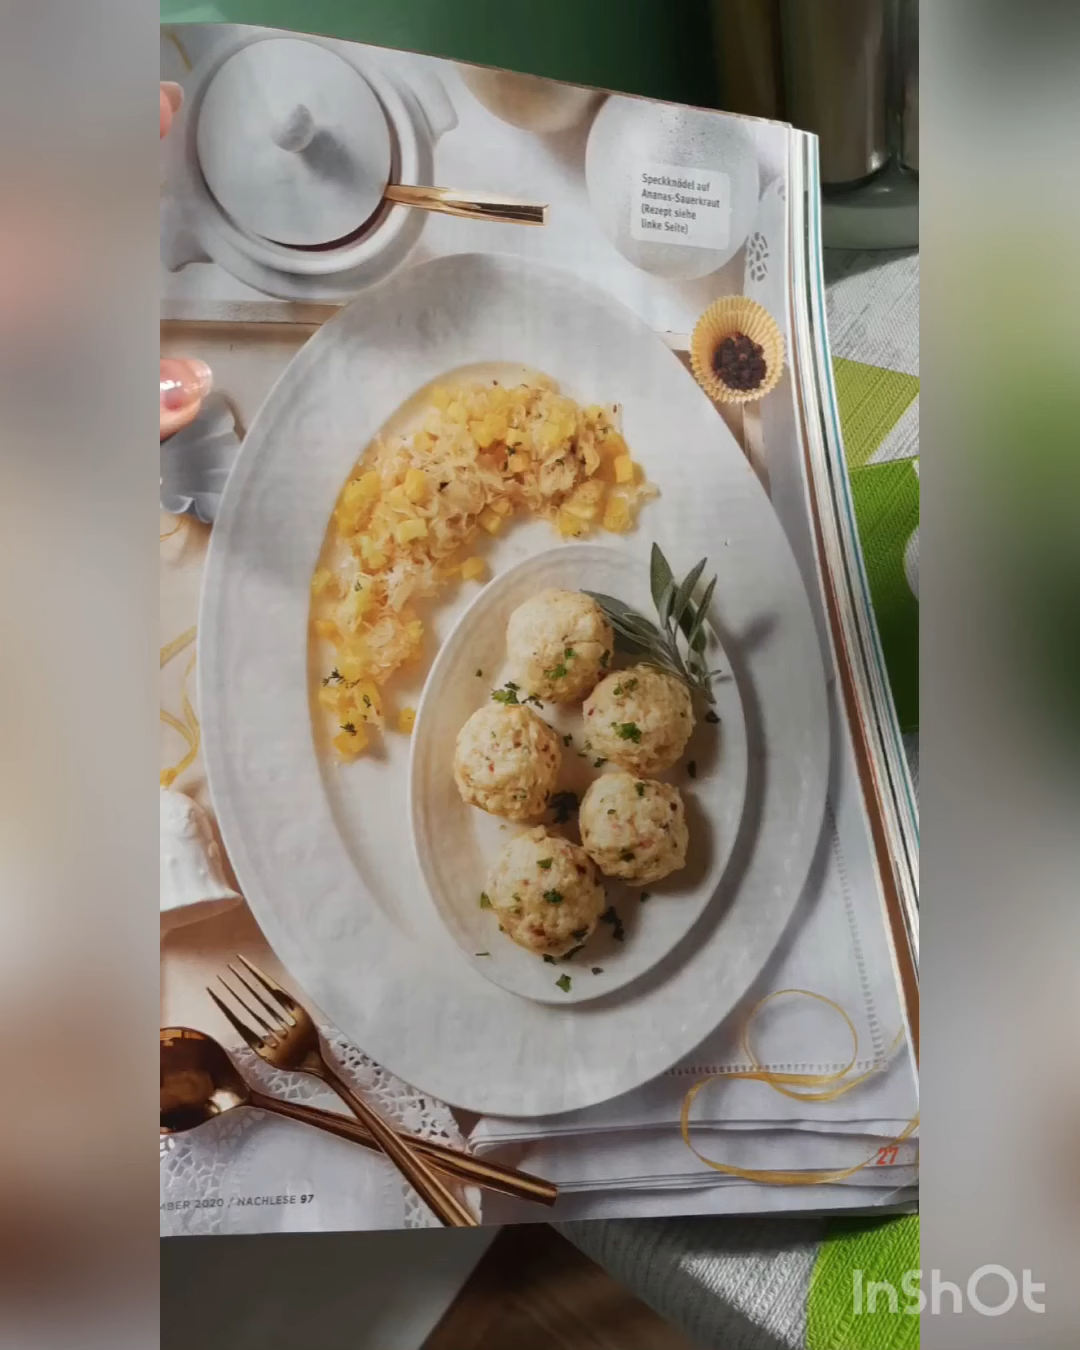 Speckknödel auf
Ananas-Sauerkraut
(Rezept siehe
linke Seite)
27
MBER 2020 / NACHLESE 97
InShOt